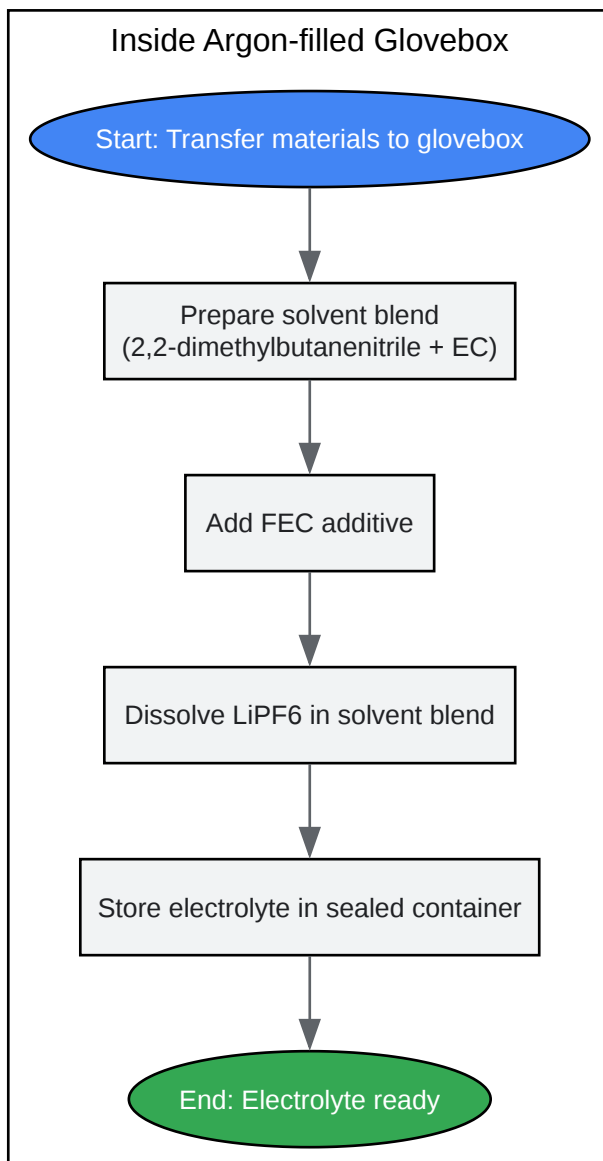 Inside Argon-filled Glovebox
Start: Transfer materials to glovebox
Prepare solvent blend
(2,2-dimethylbutanenitrile + EC)
Add FEC additive
Dissolve LiPF6 in solvent blend
Store electrolyte in sealed container
End: Electrolyte ready